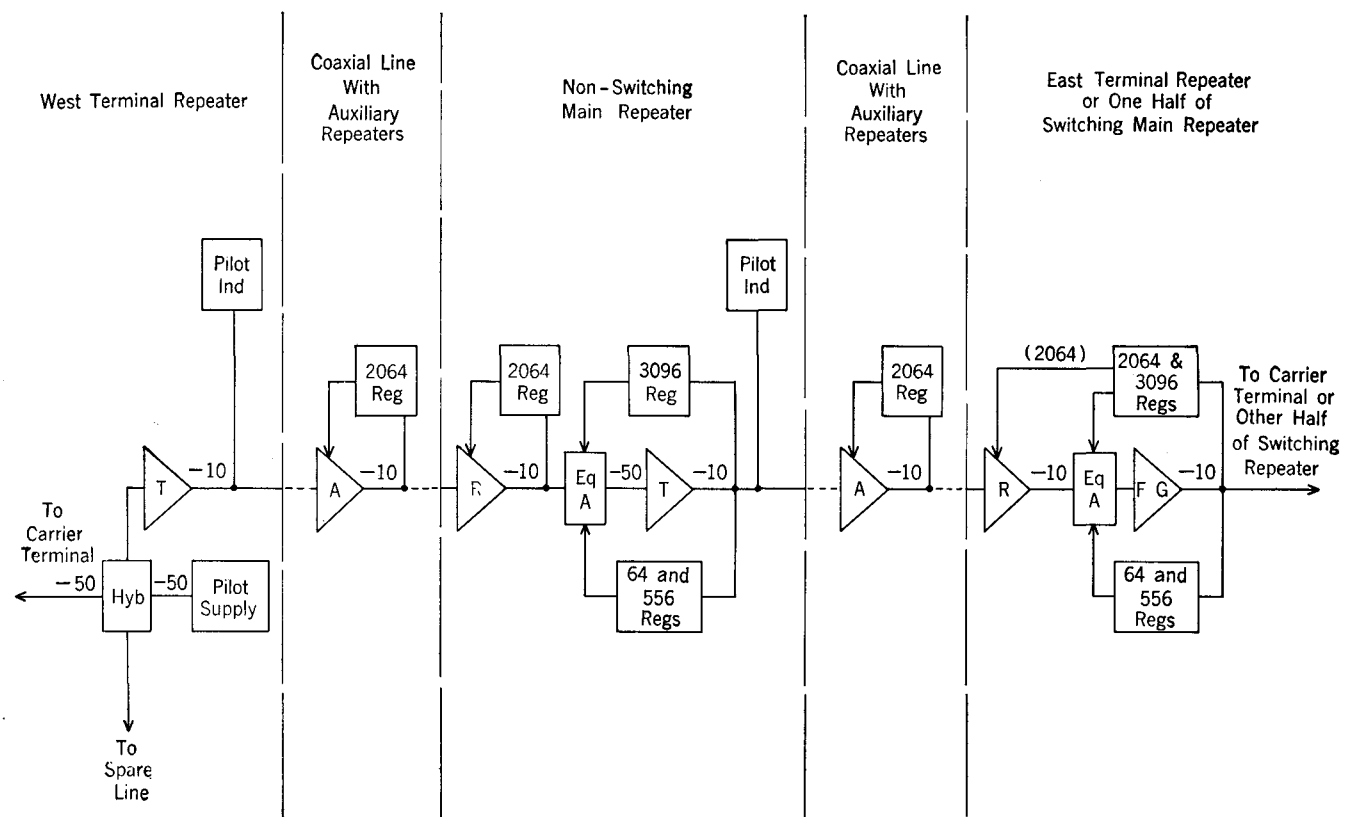 West Terminal Repeater
Coaxial Line
With
Auxiliary
Repeaters
Non-Switching
Main Repeater
Coaxial Line
With
Auxiliary
Repeaters
East Terminal Repeater
or One Half of
Switching Main Repeater
Pilot
Ind
T
-10
To
Carrier
Terminal
-50
Hyb
-50
Pilot
Supply
To
Spare
Line
2064
Reg
A
-10
2064
Reg
R
-10
3096
Reg
Eq
A
-50
T
-10
64 and
556
Regs
Pilot
Ind
2064
Reg
A
-10
(2064)
2064 &
3096
Regs
R
-10
Eq
A
F G
-10
64 and
556
Regs
To Carrier
Terminal or
Other Half
of Switching
Repeater